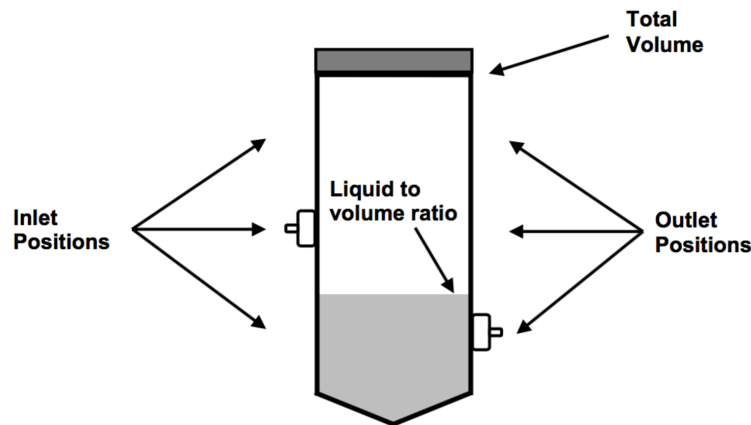 Total
Volume
Liquid to
volume ratio
Inlet
Positions
Outlet
Positions